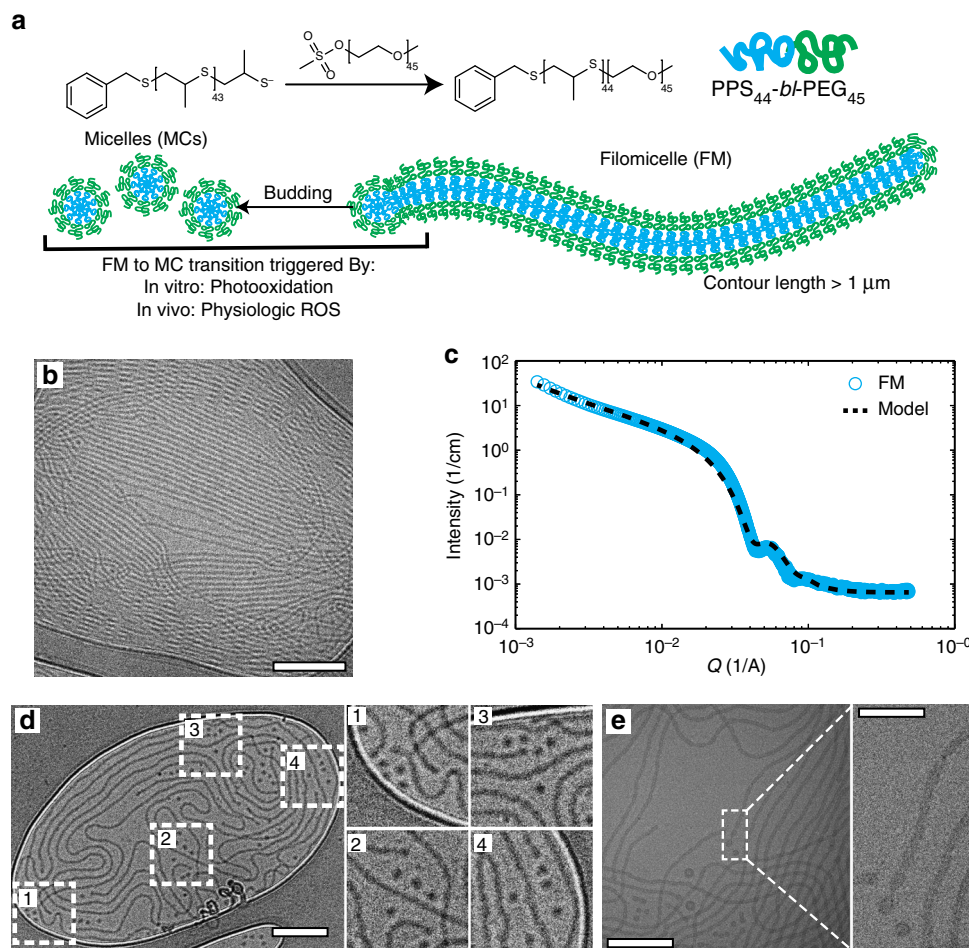 a
O
O
S
O
O
45
S
S
S
S–
43
S
S
O
44
45
PPS44-bl-PEG45
Micelles (MCs)
Filomicelle (FM)
Budding
FM to MC transition triggered By:
In vitro: Photooxidation
In vivo: Physiologic ROS
Contour length > 1 μm
b
c
10²
10¹
10⁰
10⁻¹
10⁻²
10⁻³
10⁻⁴
Intensity (1/cm)
FM
Model
10⁻³
10⁻²
10⁻¹
10⁻⁰
Q (1/A)
d
1
2
3
4
1
3
2
4
e